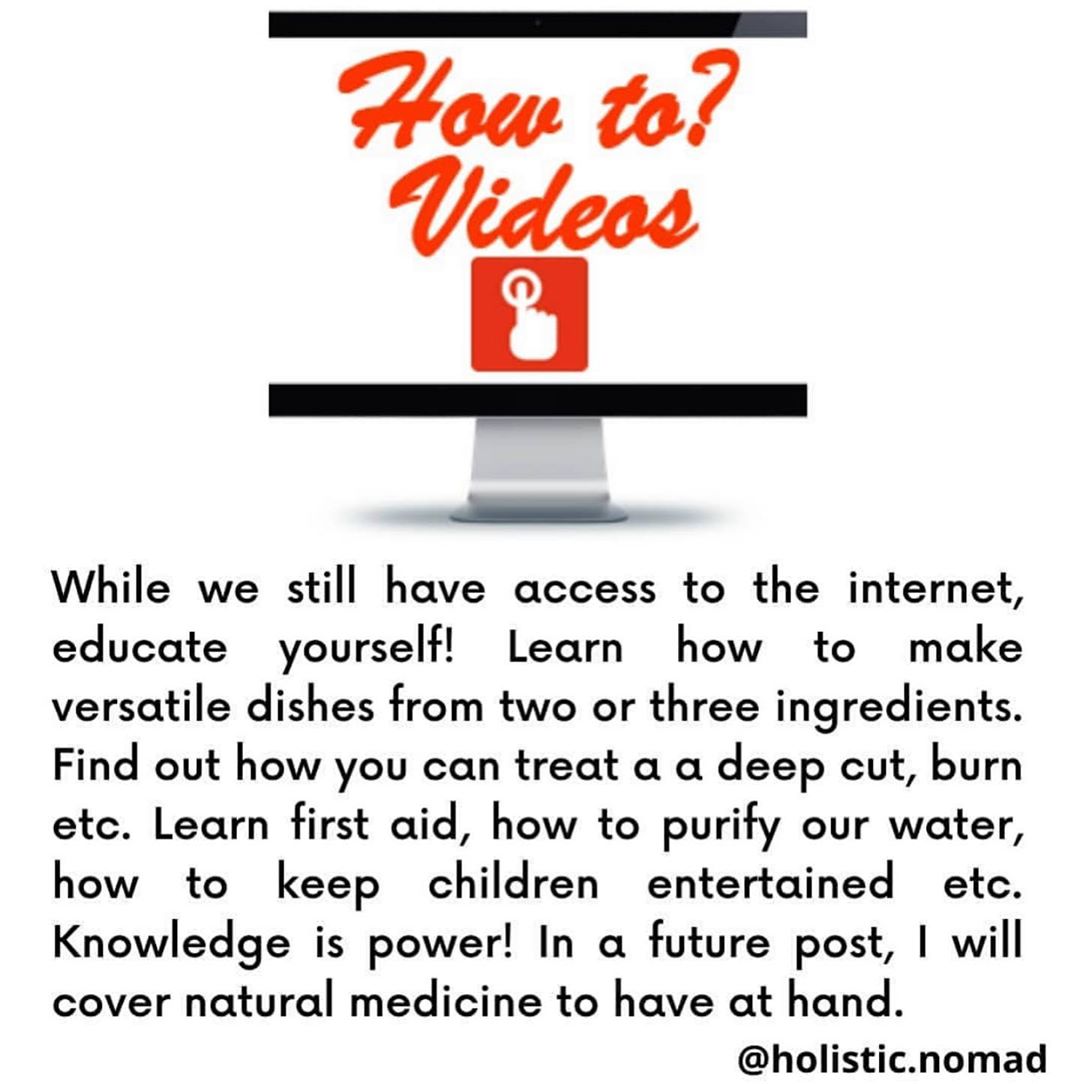 How to?
Videos
While we still have access to the internet,
educate yourself! Learn how to make
versatile dishes from two or three ingredients.
Find out how you can treat a a deep cut, burn
etc. Learn first aid, how to purify our water,
how to keep children entertained etc.
Knowledge is power! In a future post, I will
cover natural medicine to have at hand.
@holistic.nomad